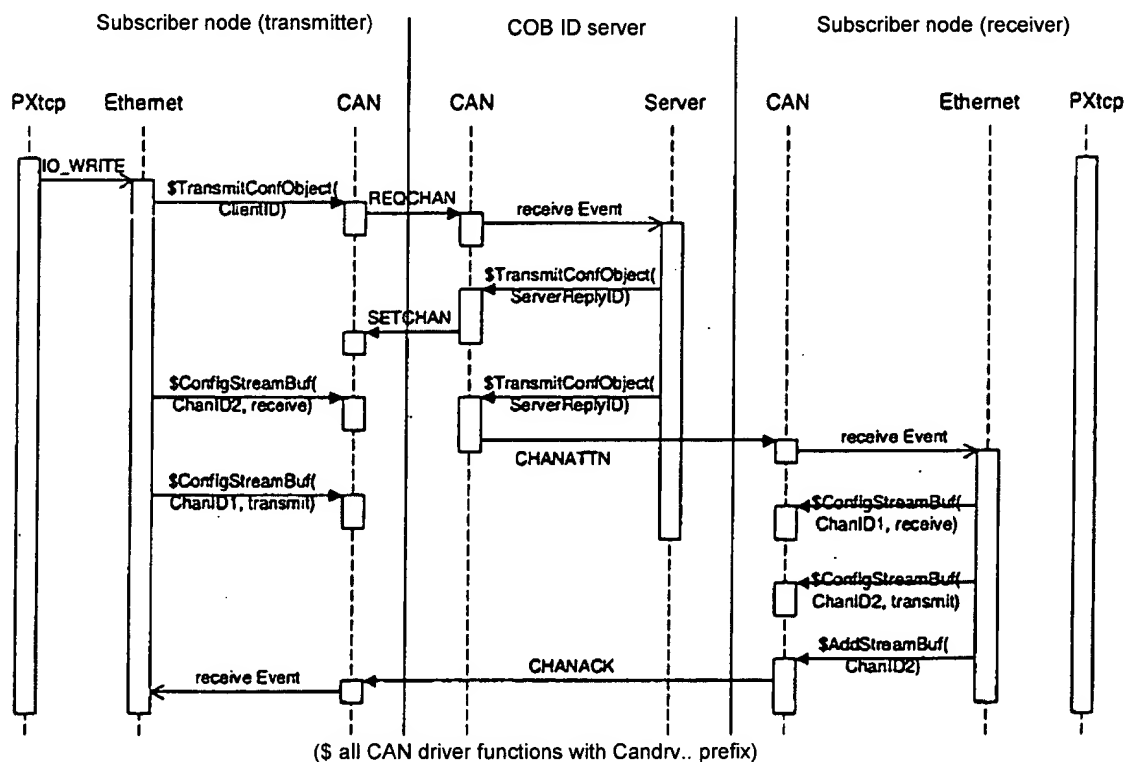 Subscriber node (transmitter)
COB ID server
Subscriber node (receiver)
PXtcp
Ethernet
CAN
CAN
Server
CAN
Ethernet
PXtcp
IO_WRITE
$TransmitConfObject(
ClientID)
REQCHAN
receive Event
$TransmitConfObject(
ServerReplyID)
SETCHAN
$ConfigStreamBuf(
ChanID2, receive)
$TransmitConfObject(
ServerReplyID)
receive Event
CHANATTN
$ConfigStreamBuf(
ChanID1, transmit)
$ConfigStreamBuf(
ChanID1, receive)
$ConfigStreamBuf(
ChanID2, transmit)
$AddStreamBuf(
ChanID2)
CHANACK
receive Event
($ all CAN driver functions with Candrv.. prefix)